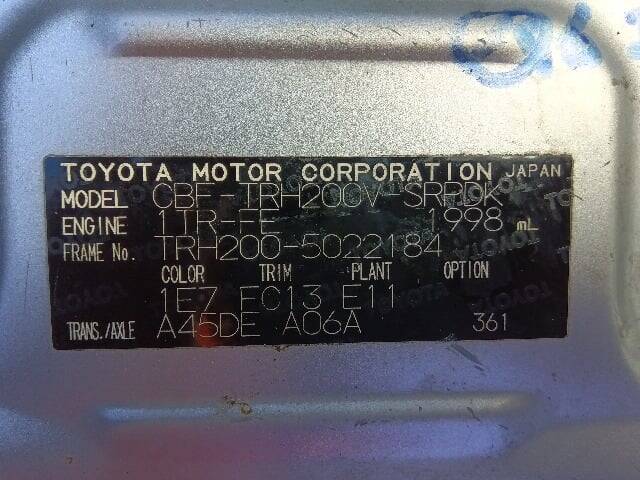 TOYOTA MOTOR CORPORATION JAPAN
MODEL CBF-TRH200V-SRPDK
ENGINE 1TR-FE 1998 mL
FRAME No. TRH200-5022184
COLOR TRIM PLANT OPTION
1E7 FC13 E11
TRANS./AXLE A45DE A06A 361